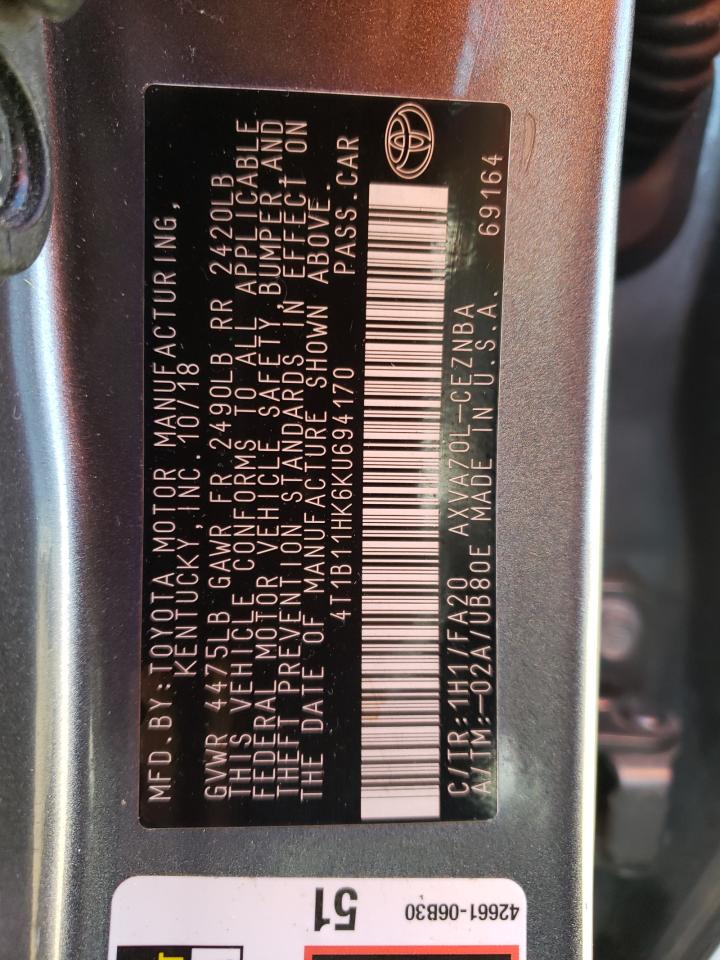 MFD.BY:TOYOTA MOTOR MANUFACTURING,
KENTUCKY,INC. 10/18
GVWR 4475LB GAWR FR 2490LB RR 2420LB
THIS VEHICLE CONFORMS TO ALL APPLICABLE
FEDERAL MOTOR VEHICLE SAFETY,BUMPER,AND
THEFT PREVENTION STANDARDS IN EFFECT ON
THE DATE OF MANUFACTURE SHOWN ABOVE.
4T1B11HK6KU694170 PASS.CAR
C/TR:1H1/FA20 AXVA70L-CEZNBA
A/TM:-02A/UB80E MADE IN U.S.A. 69164
51
42661-06B30